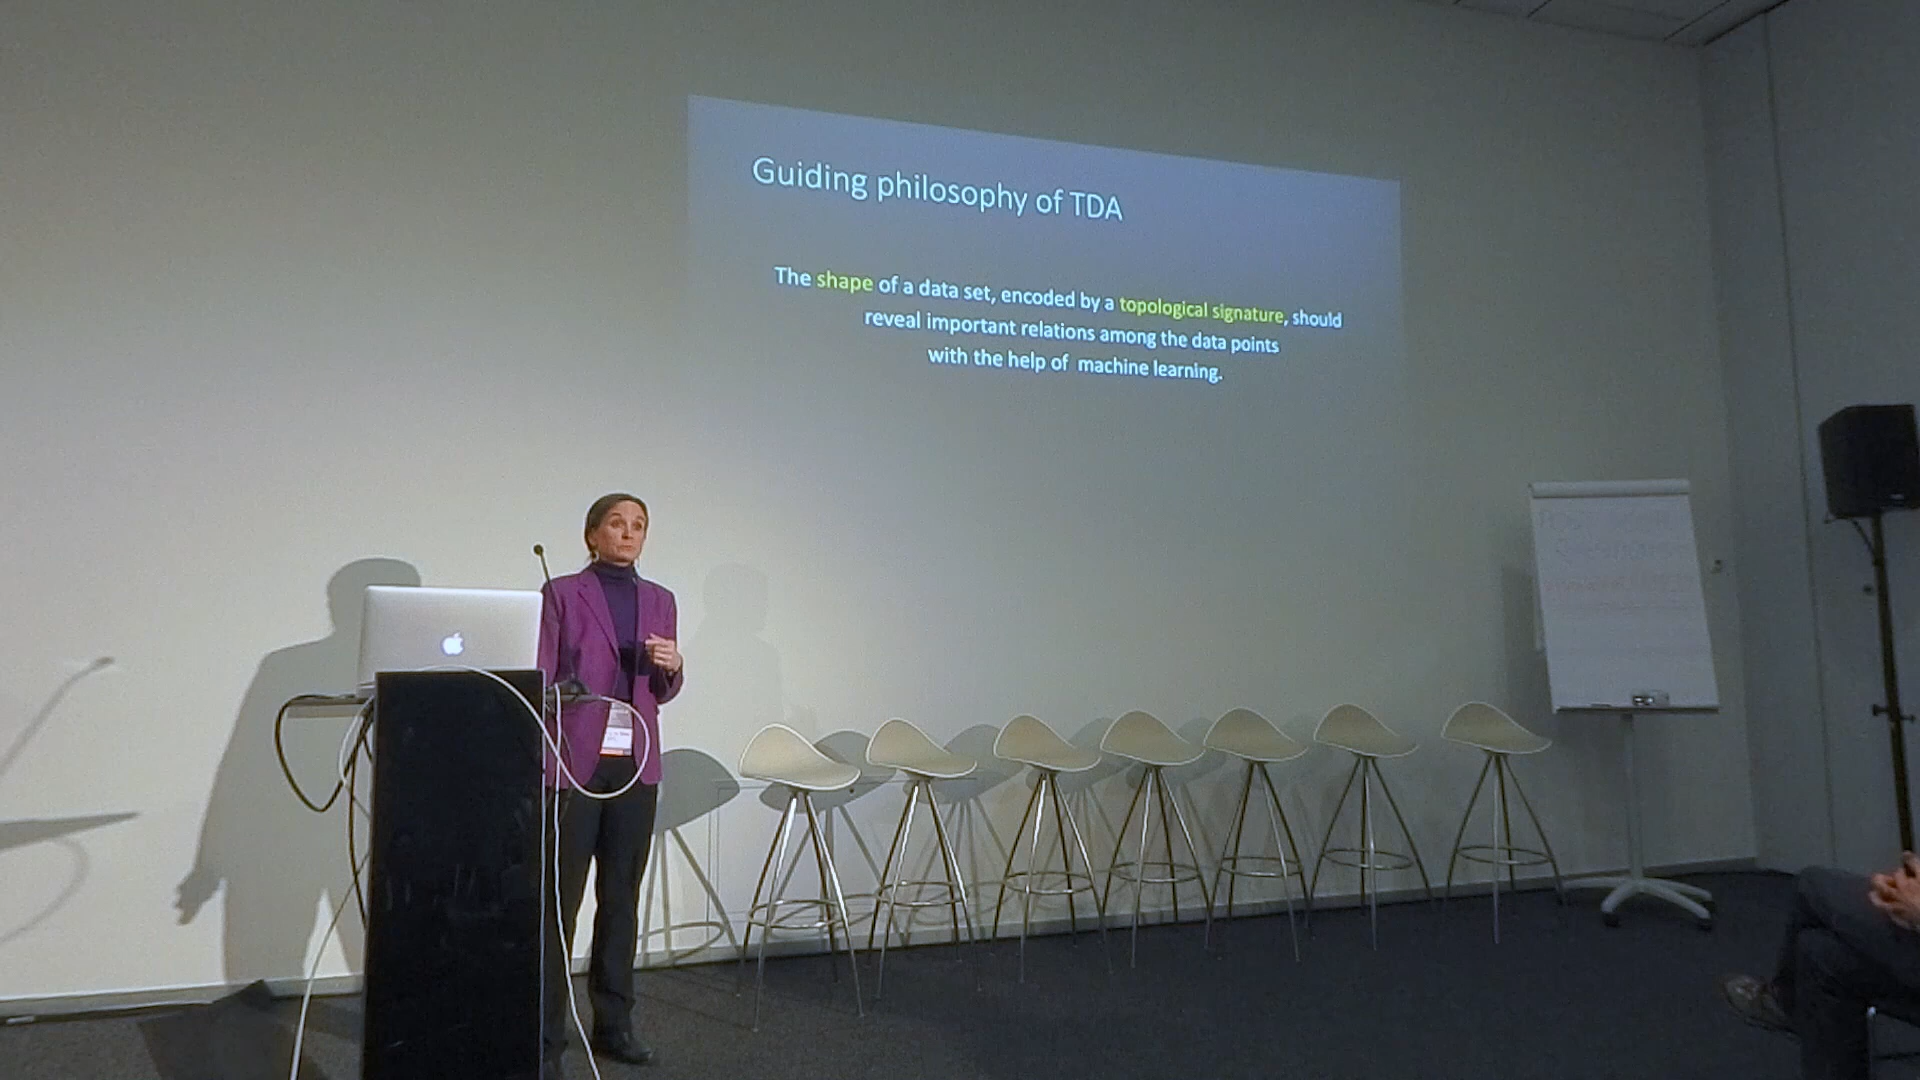 Guiding philosophy of TDA
The shape of a data set, encoded by a topological signature, should
reveal important relations among the data points
with the help of machine learning.